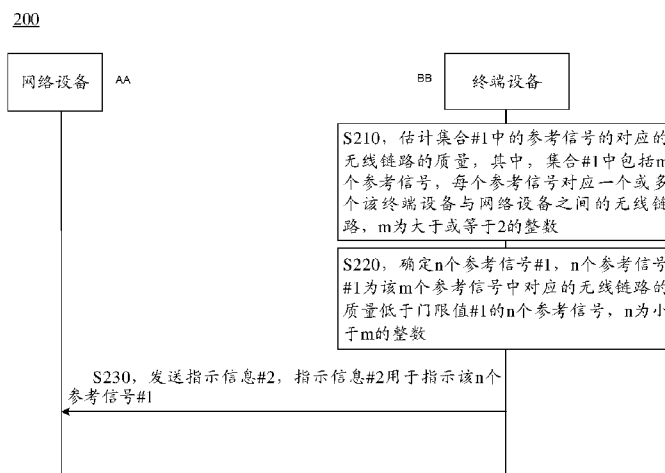 200
网络设备 AA
BB 终端设备
S210，估计集合#1中的参考信号的对应的
无线链路的质量，其中，集合#1中包括m
个参考信号，每个参考信号对应一个或多
个该终端设备与网络设备之间的无线链
路，m为大于或等于2的整数
S220，确定n个参考信号#1，n个参考信号
#1为该m个参考信号中对应的无线链路的
质量低于门限值#1的n个参考信号，n为小
于m的整数
S230，发送指示信息#2，指示信息#2用于指示该n个
参考信号#1